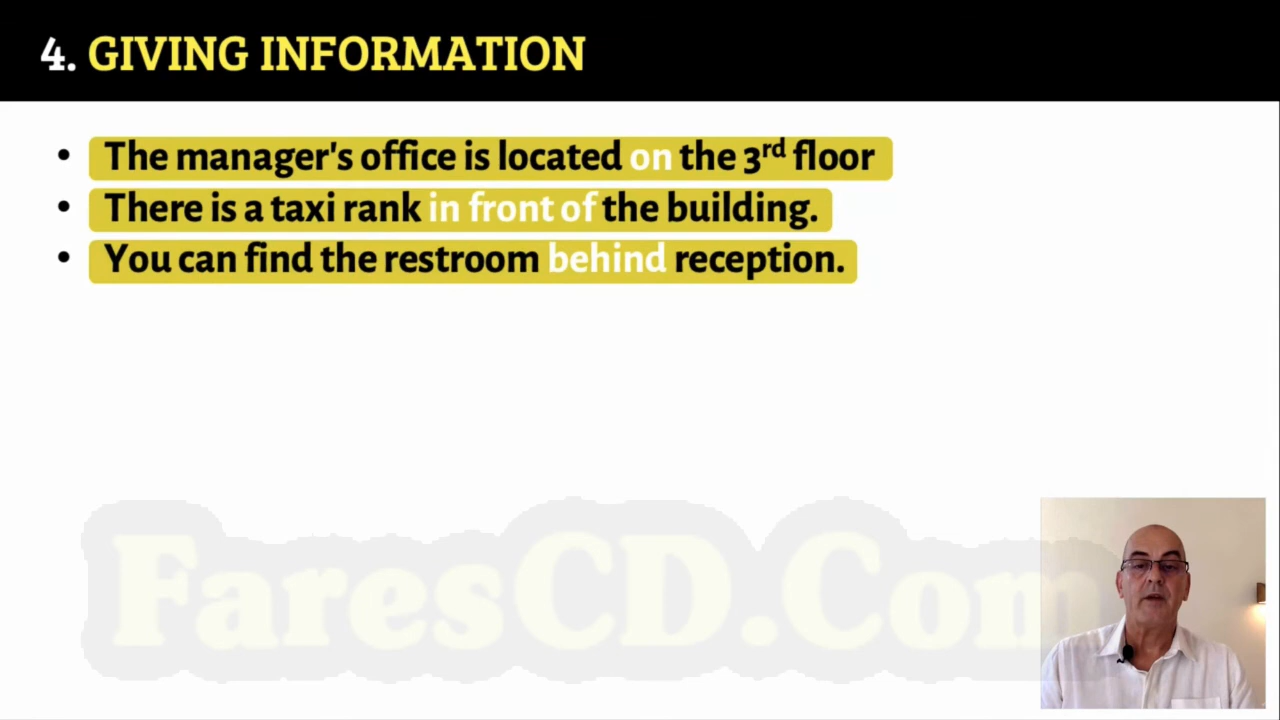 4. GIVING INFORMATION
• The manager's office is located on the 3rd floor
• There is a taxi rank in front of the building.
• You can find the restroom behind reception.
FaresCD.Com